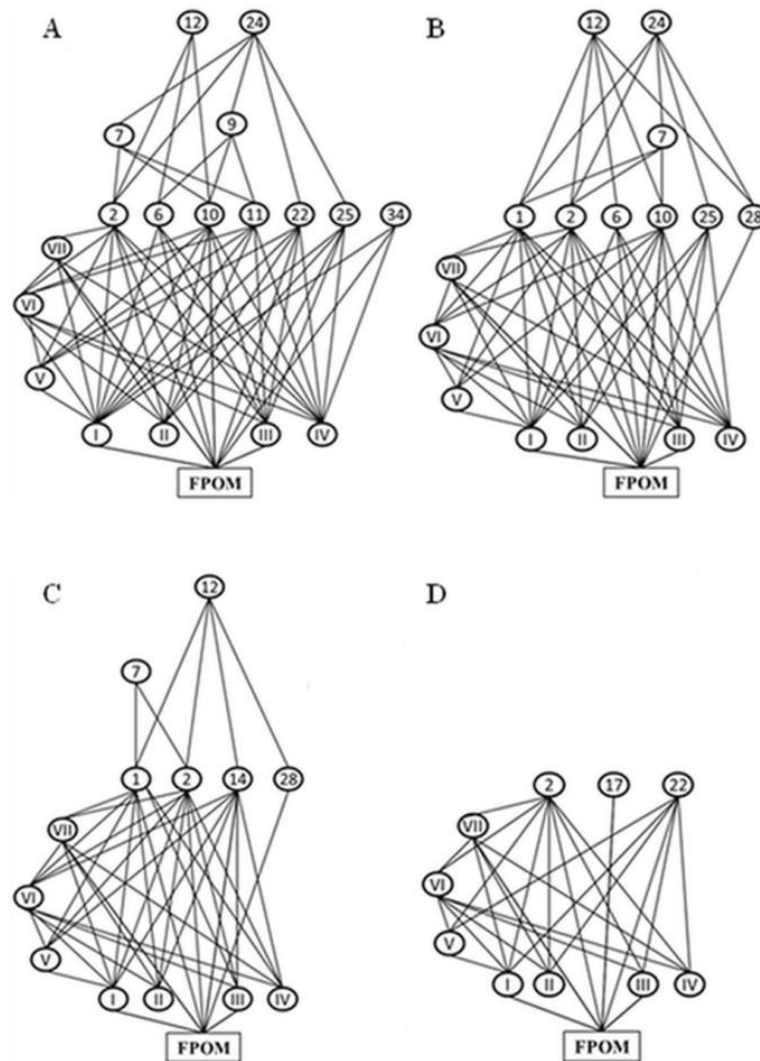 A
12 24
7 9
2 6 10 11 22 25 34
VII
VI
V
I II III IV
FPOM
B
12 24
7
1 2 6 10 25 28
VII
VI
V
I II III IV
FPOM
C
12
7
1 2 14 28
VII
VI
V
I II III IV
FPOM
D
2 17 22
VII
VI
V
I II III IV
FPOM